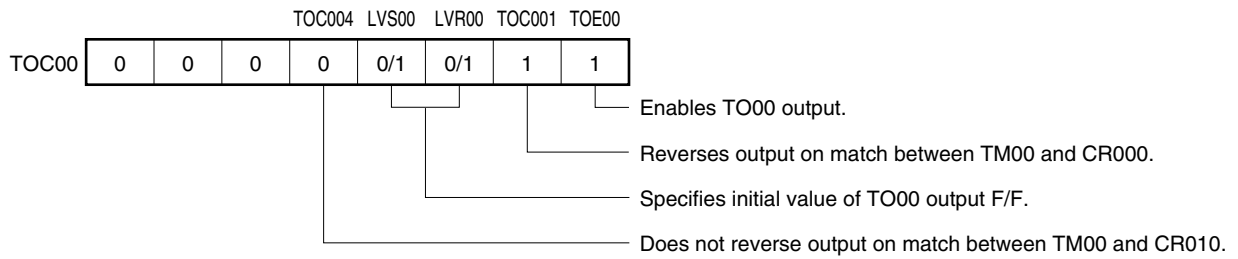 TOC004 LVS00 LVR00 TOC001 TOE00
TOC00 0 0 0 0 0/1 0/1 1 1
Enables TO00 output.
Reverses output on match between TM00 and CR000.
Specifies initial value of TO00 output F/F.
Does not reverse output on match between TM00 and CR010.